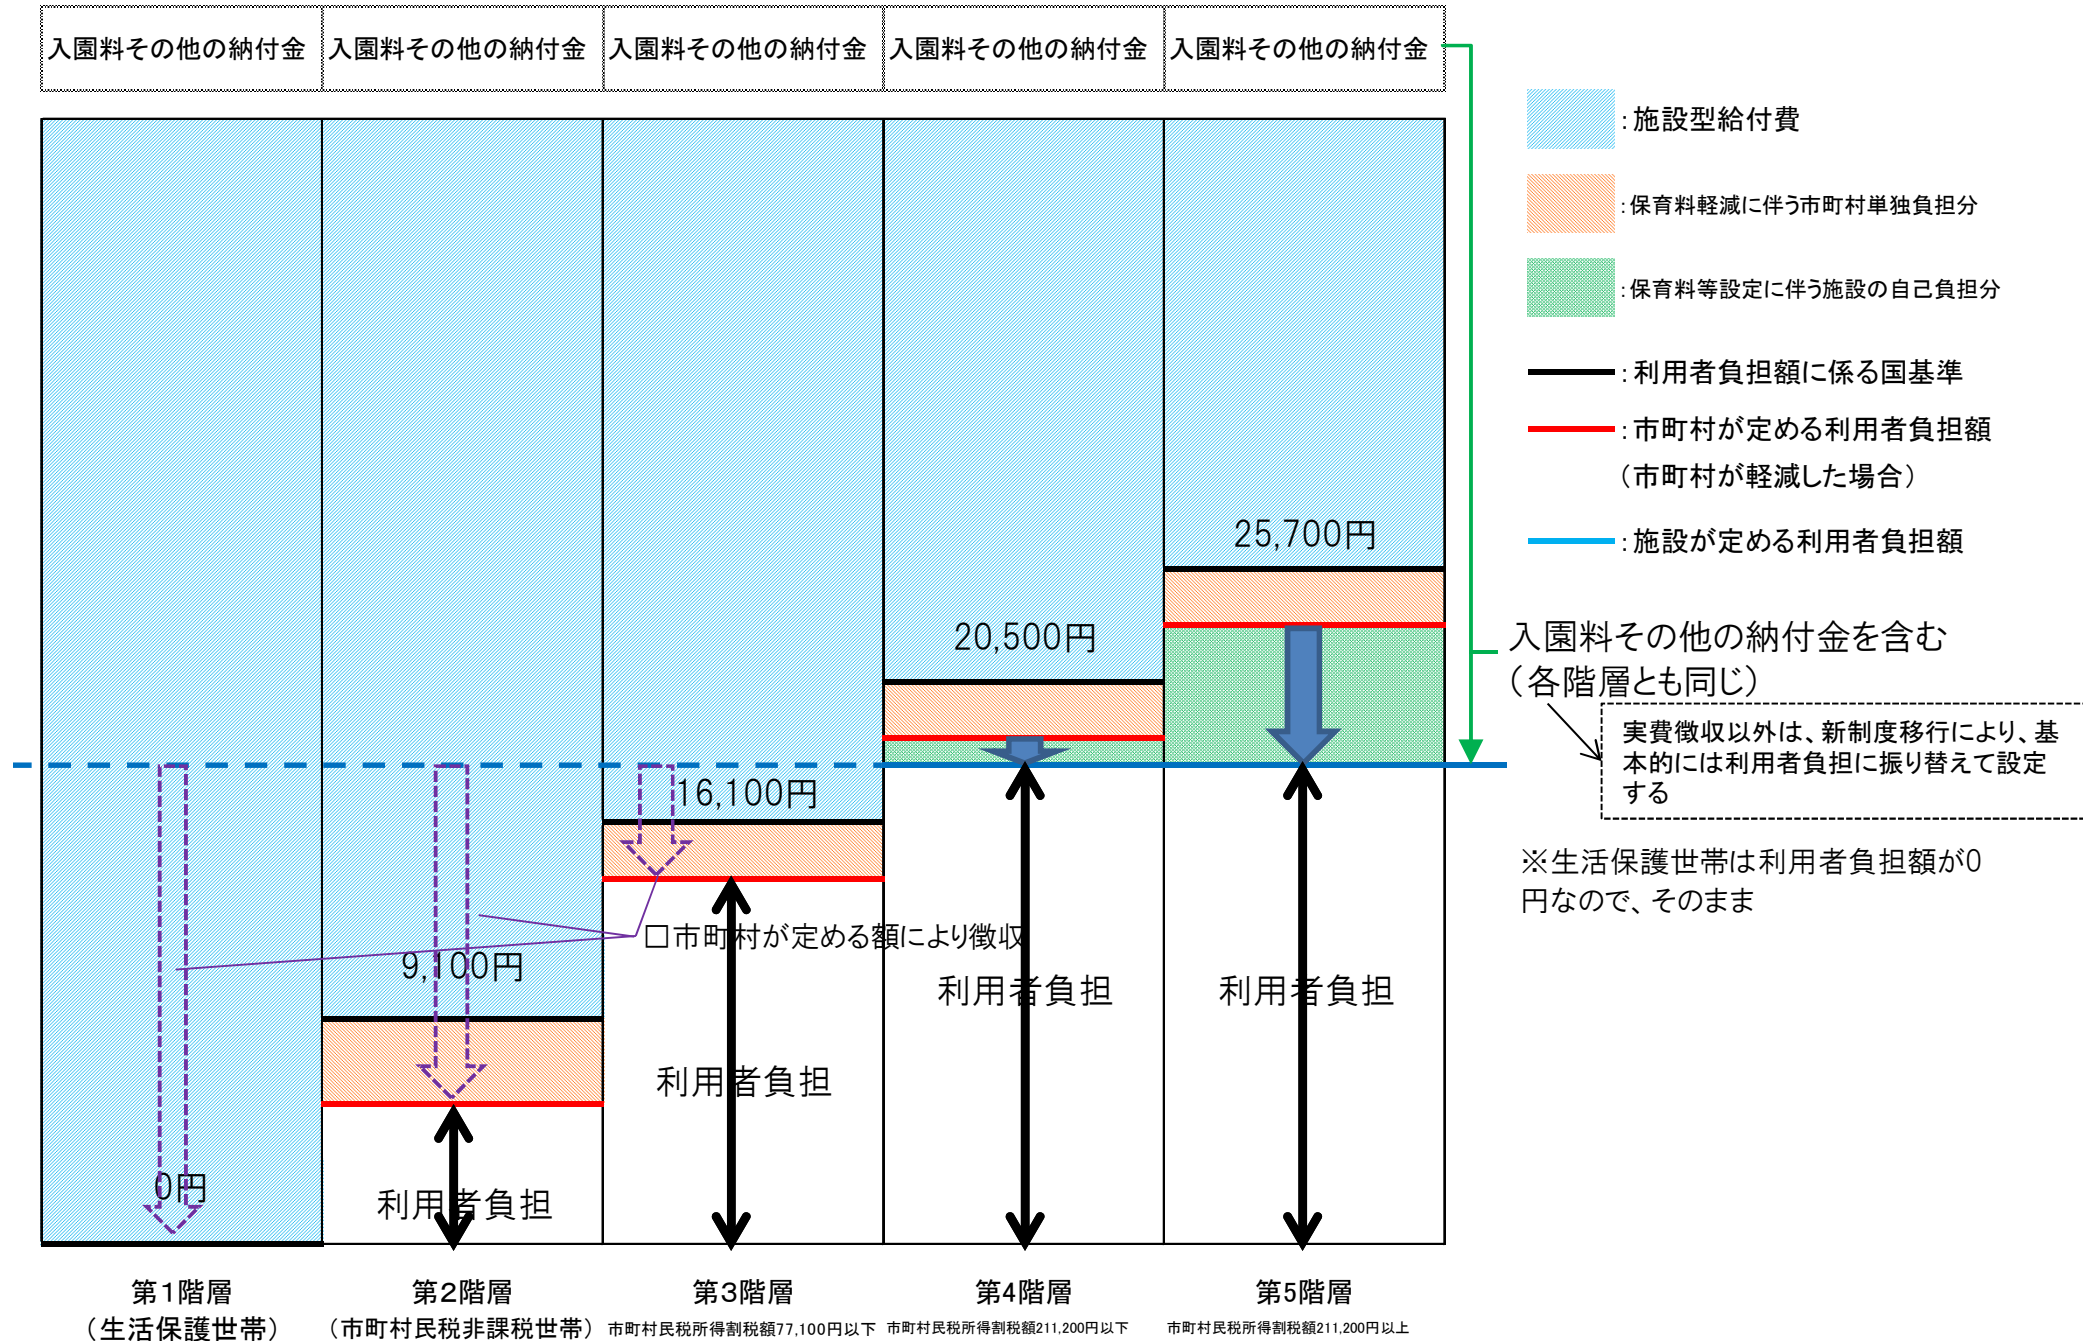 入園料その他の納付金
入園料その他の納付金
入園料その他の納付金
入園料その他の納付金
入園料その他の納付金
:施設型給付費
:保育料軽減に伴う市町村単独負担分
:保育料等設定に伴う施設の自己負担分
:利用者負担額に係る国基準
:市町村が定める利用者負担額
(市町村が軽減した場合)
:施設が定める利用者負担額
25,700円
20,500円
16,100円
9,100円
0円
入園料その他の納付金を含む
(各階層とも同じ)
実費徴収以外は、新制度移行により、基
本的には利用者負担に振り替えて設定
する
※生活保護世帯は利用者負担額が0
円なので、そのまま
□市町村が定める額により徴収
利用者負担
利用者負担
利用者負担
利用者負担
第1階層
(生活保護世帯)
第2階層
(市町村民税非課税世帯)
第3階層
市町村民税所得割税額77,100円以下
第4階層
市町村民税所得割税額211,200円以下
第5階層
市町村民税所得割税額211,200円以上